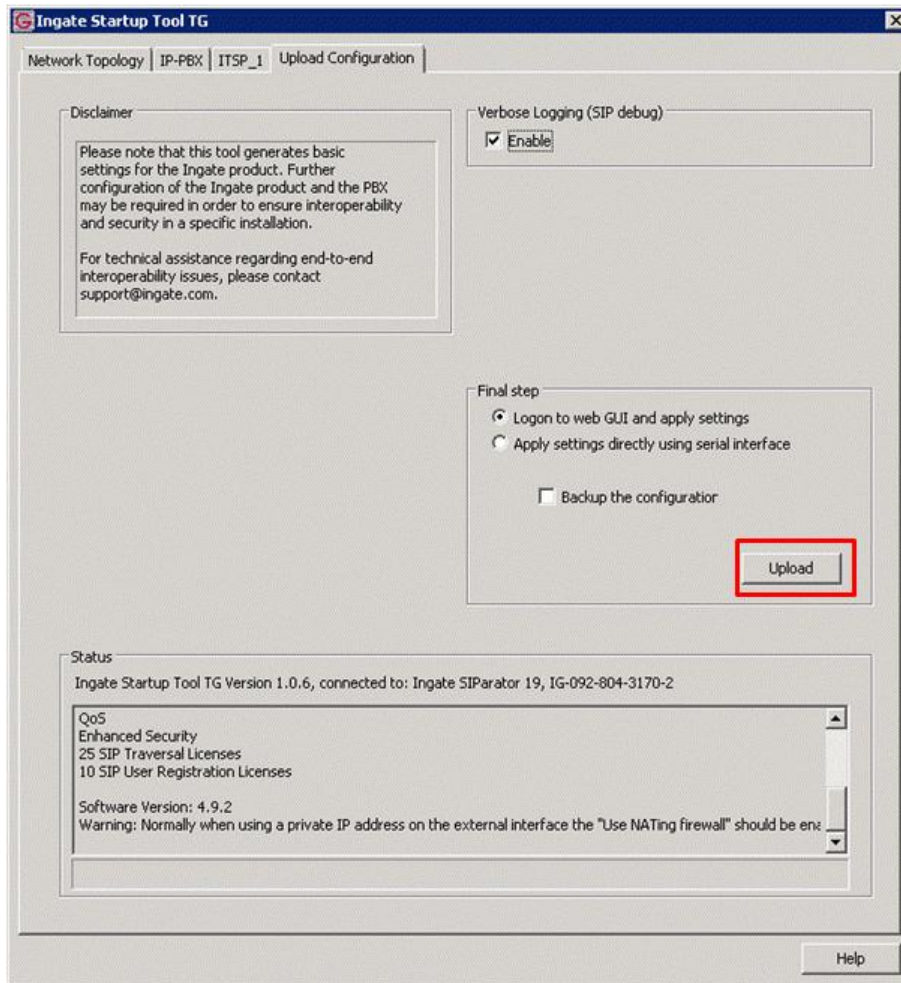 Ingate Startup Tool TG
Network Topology IP-PBX ITSP_1 Upload Configuration
Disclaimer
Please note that this tool generates basic
settings for the Ingate product. Further
configuration of the Ingate product and the PBX
may be required in order to ensure interoperability
and security in a specific installation.
For technical assistance regarding end-to-end
interoperability issues, please contact
support@ingate.com.
Verbose Logging (SIP debug)
Enable
Final step
Logon to web GUI and apply settings
Apply settings directly using serial interface
Backup the configuratior
Upload
Status
Ingate Startup Tool TG Version 1.0.6, connected to: Ingate SIParator 19, IG-092-804-3170-2
QoS
Enhanced Security
25 SIP Traversal Licenses
10 SIP User Registration Licenses
Software Version: 4.9.2
Warning: Normally when using a private IP address on the external interface the "Use NATing firewall" should be ena
Help